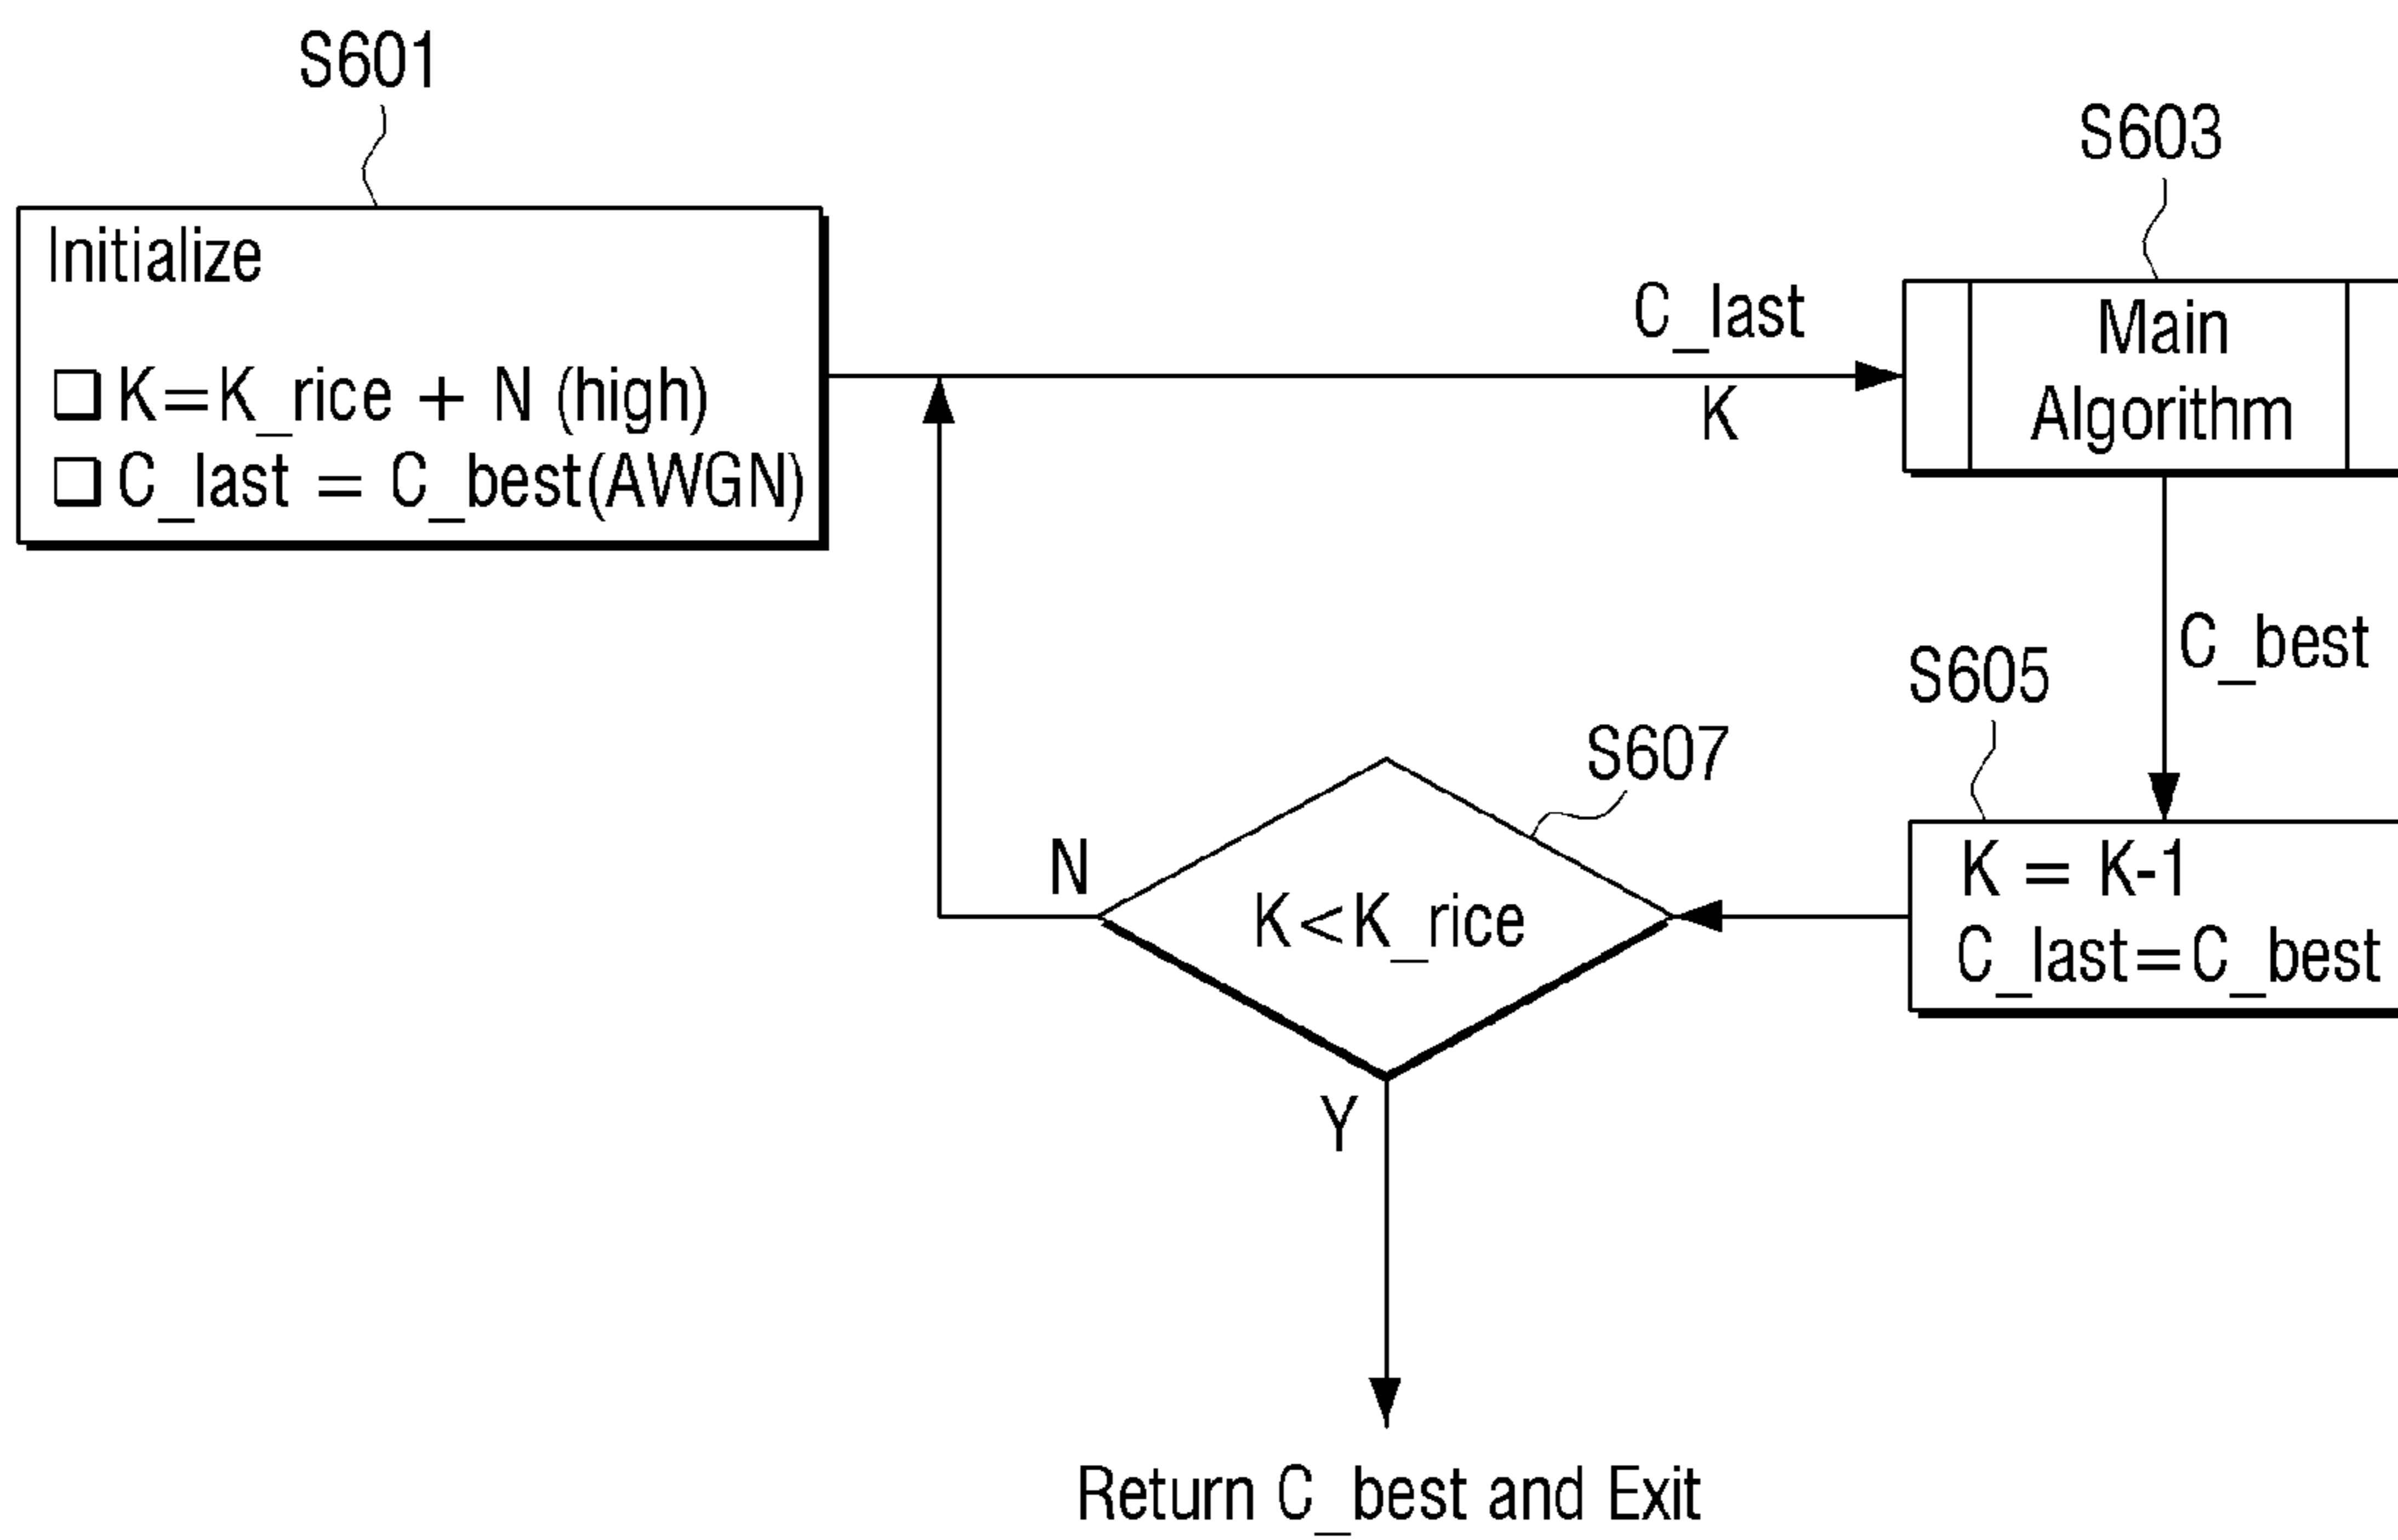 S601
Initialize
K=K_rice + N (high)
C_last = C_best(AWGN)
C_last
K
S603
Main
Algorithm
C_best
S605
K = K-1
C_last=C_best
S607
K<K_rice
N
Y
Return C_best and Exit